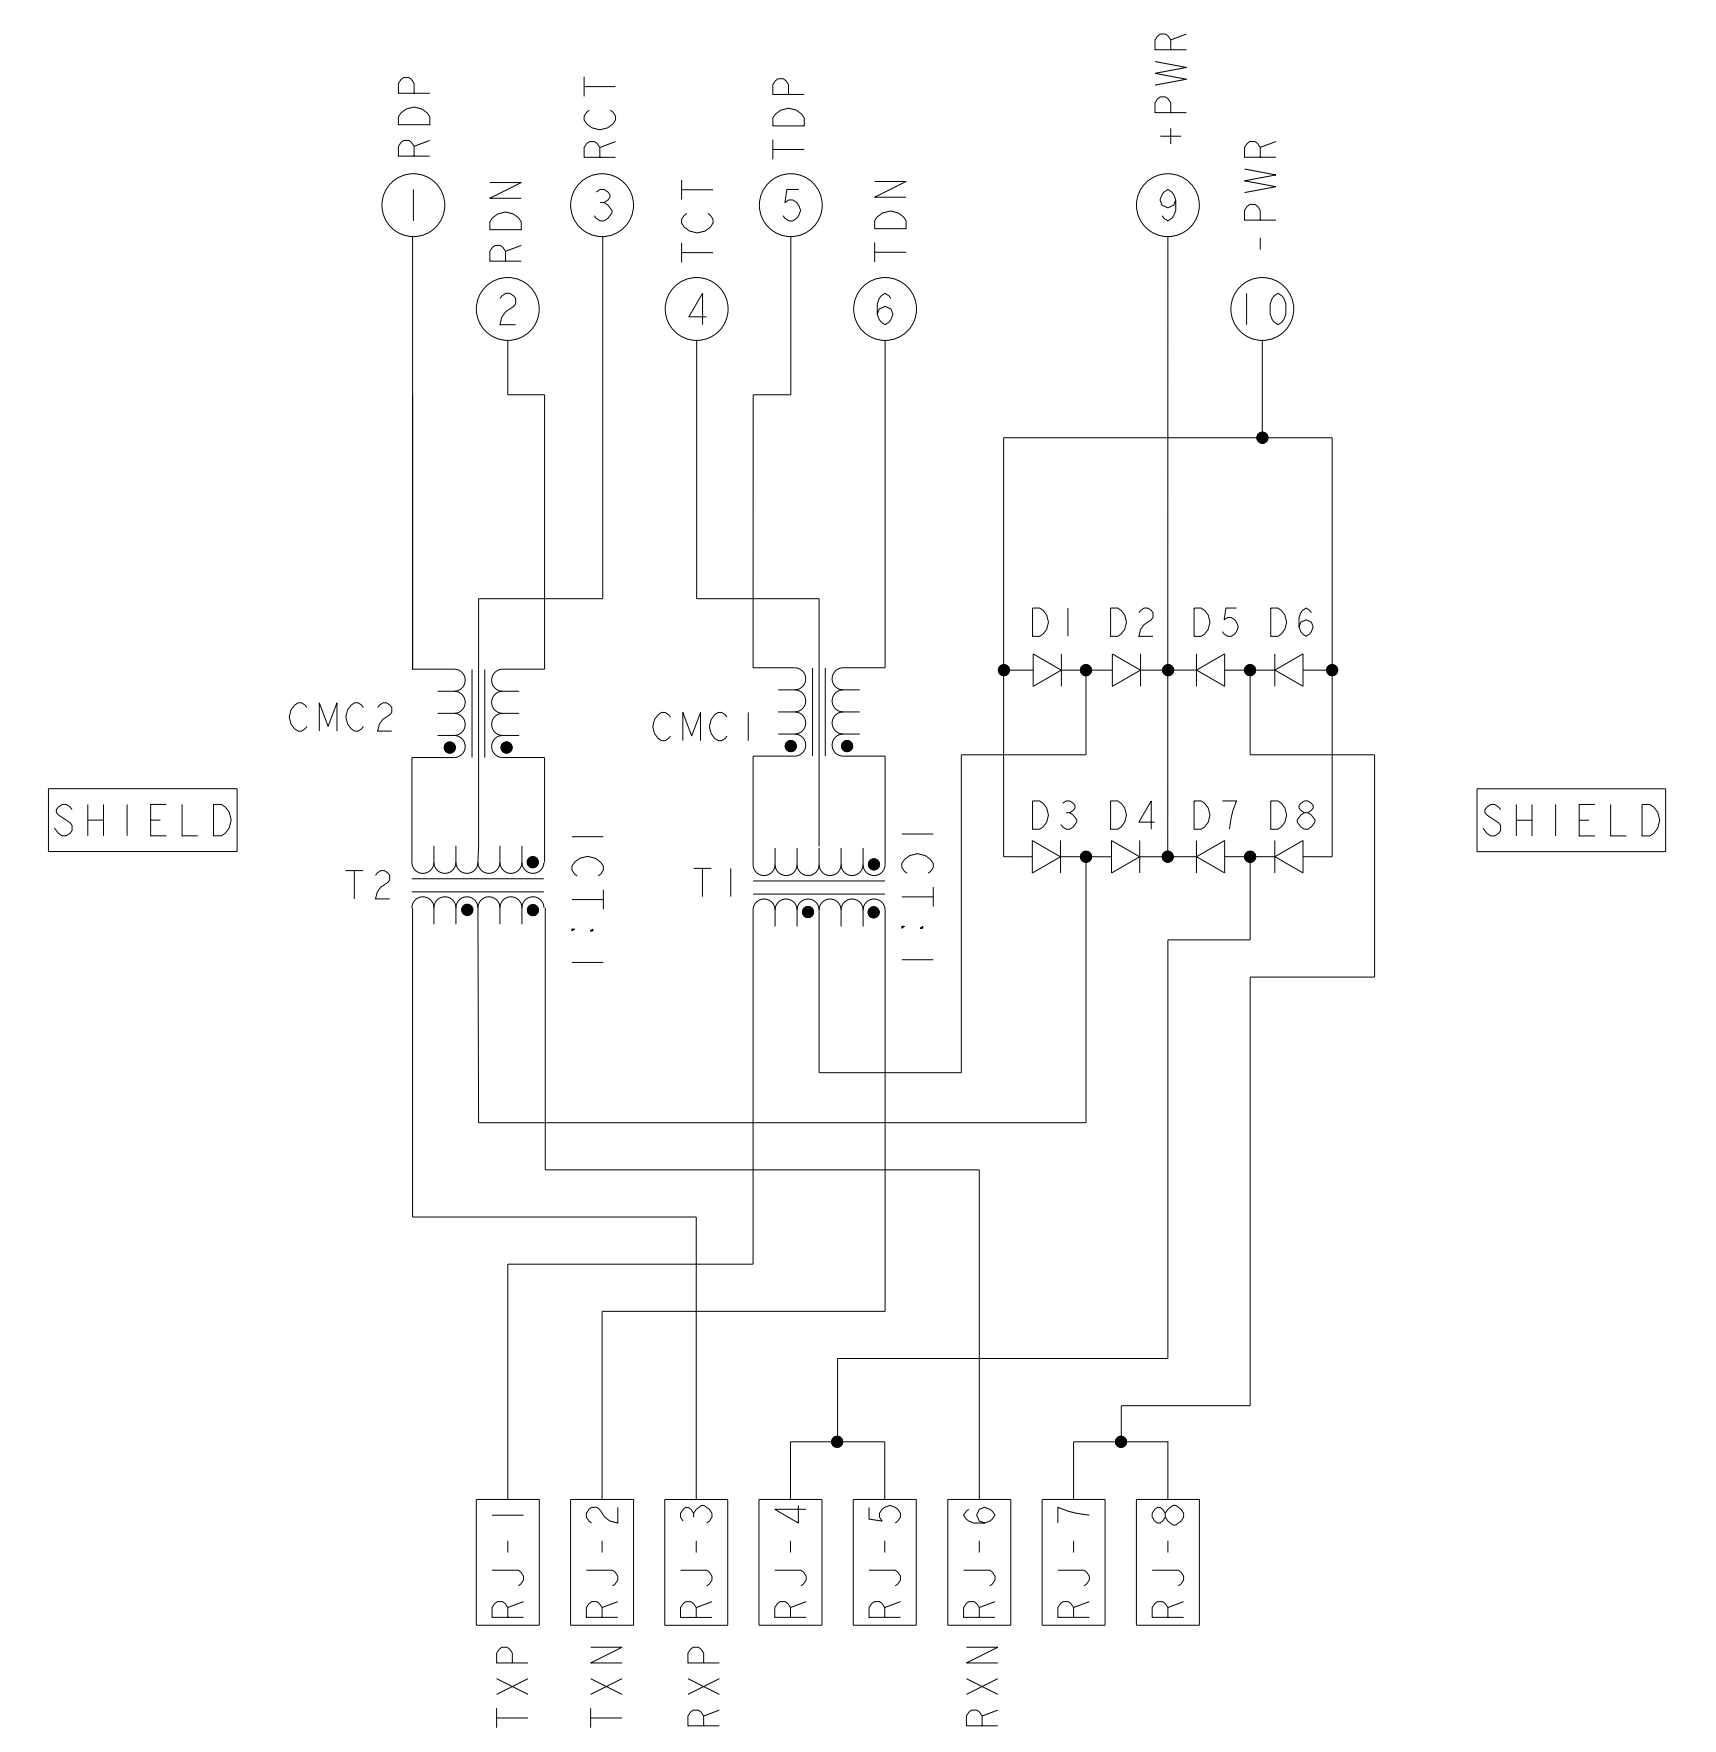 +PWR
RDP
RCT
TDP
-PWR
RDN
TCT
TDN
1
3
5
9
2
4
6
10
D1 D2 D5 D6
CMC2
CMC1
SHIELD
D3 D4 D7 D8
SHIELD
T2
1CT:1
T1
1CT:1
RJ-1
RJ-2
RJ-3
RJ-4
RJ-5
RJ-6
RJ-7
RJ-8
TXP
TXN
RXP
RXN